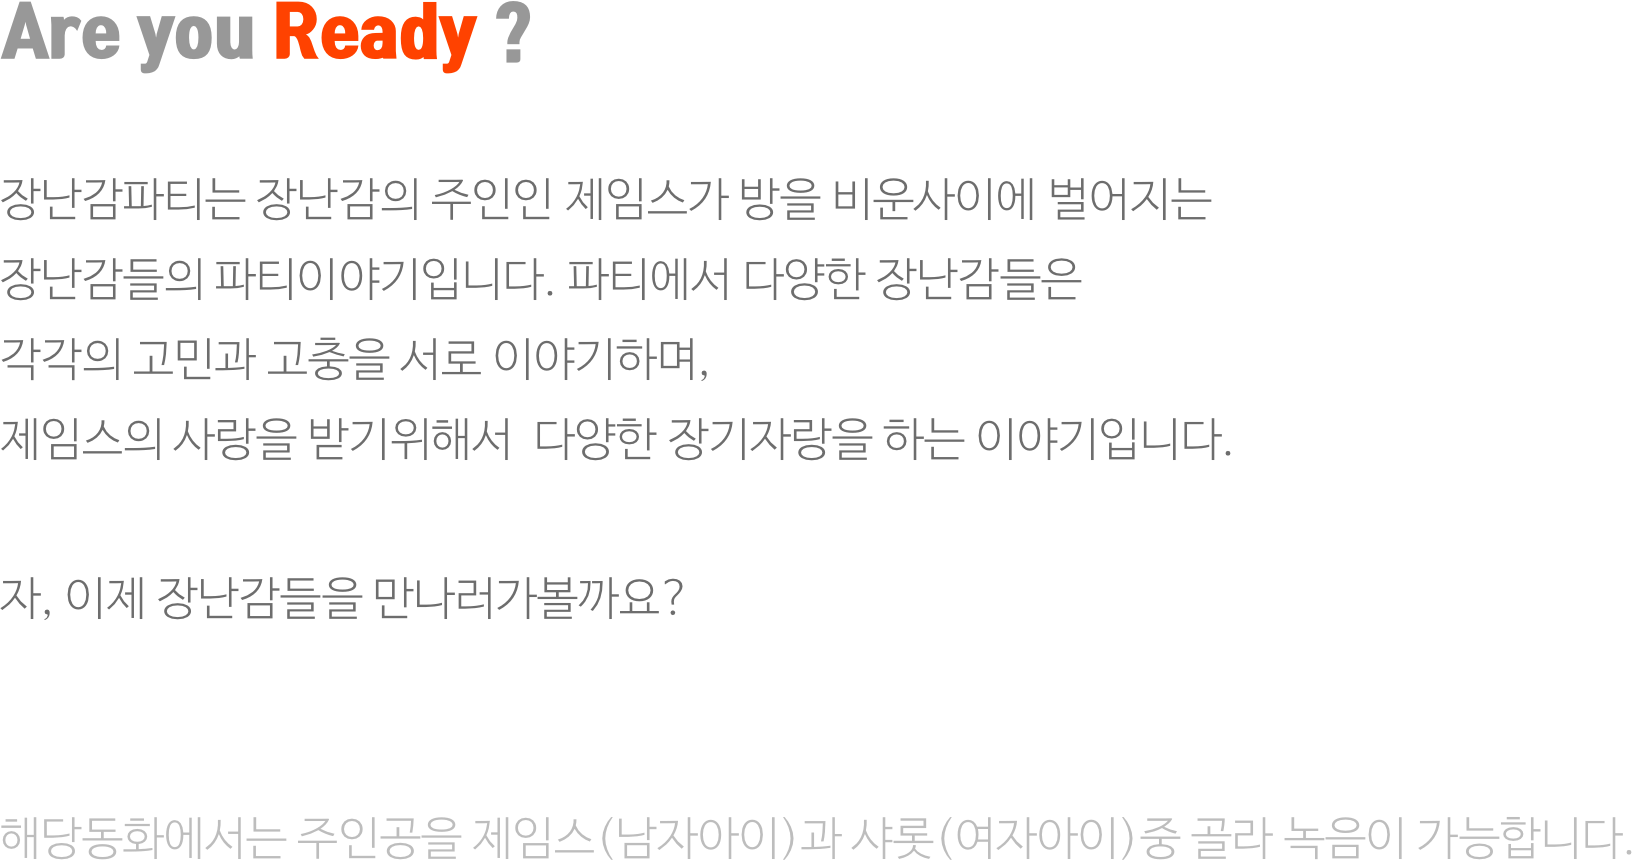 Are you Ready ?
장난감파티는 장난감의 주인인 제임스가 방을 비운사이에 벌어지는
장난감들의 파티이야기입니다. 파티에서 다양한 장난감들은
각각의 고민과 고충을 서로 이야기하며,
제임스의 사랑을 받기위해서 다양한 장기자랑을 하는 이야기입니다.
자, 이제 장난감들을 만나러가볼까요?
해당동화에서는 주인공을 제임스(남자아이)과 샤롯(여자아이)중 골라 녹음이 가능합니다.